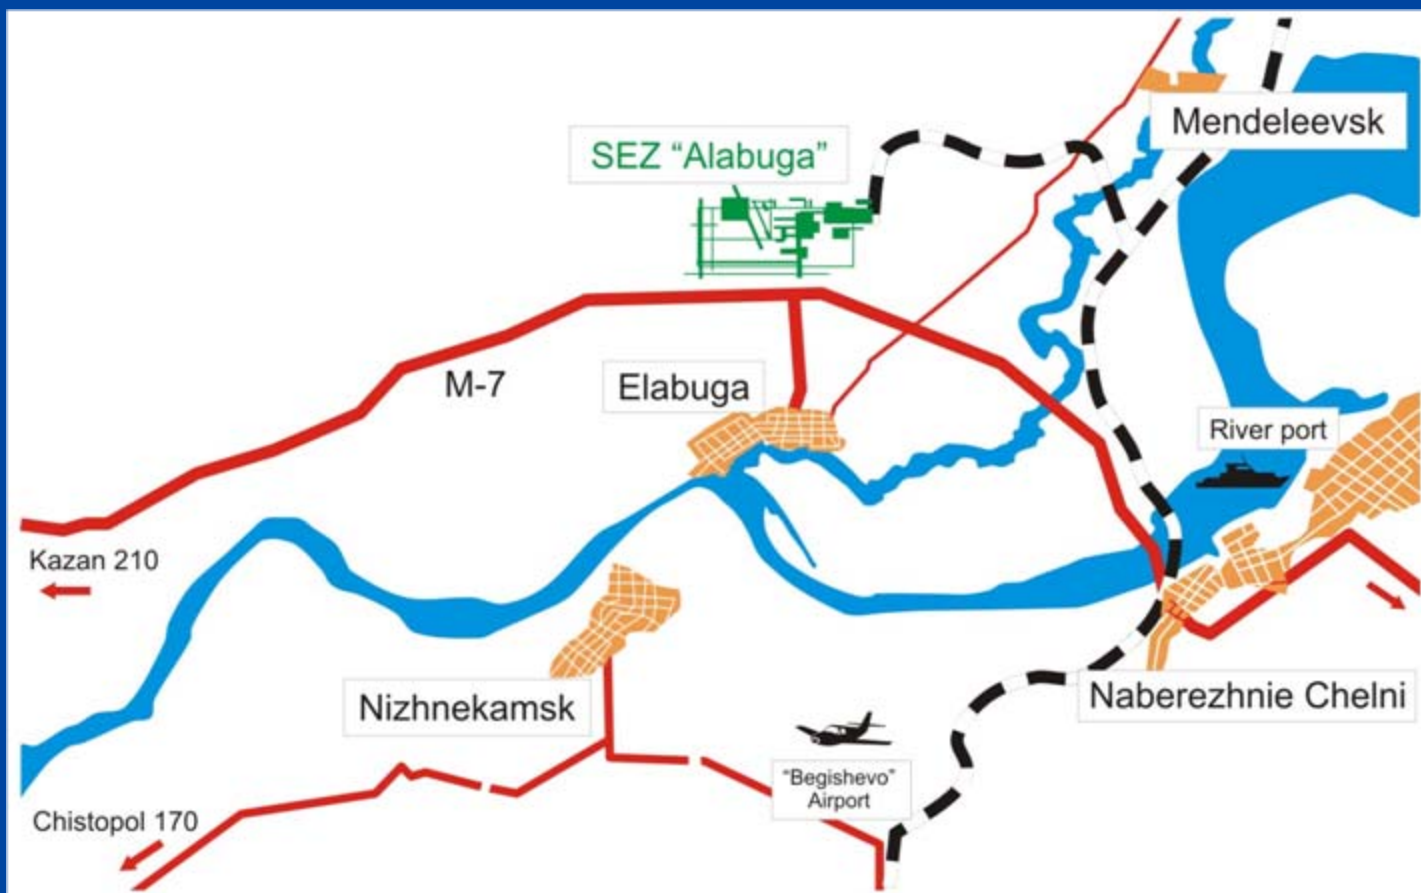 Mendeleevsk
SEZ “Alabuga”
M-7
Elabuga
River port
Kazan 210
Nizhnekamsk
Naberezhnie Chelni
“Begishevo”
Airport
Chistopol 170